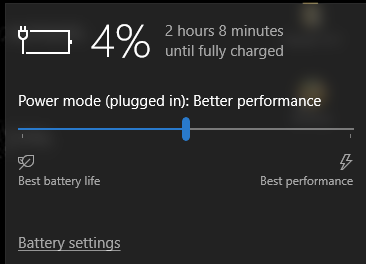 4%
2 hours 8 minutes
until fully charged
Power mode (plugged in): Better performance
Best battery life
Best performance
Battery settings